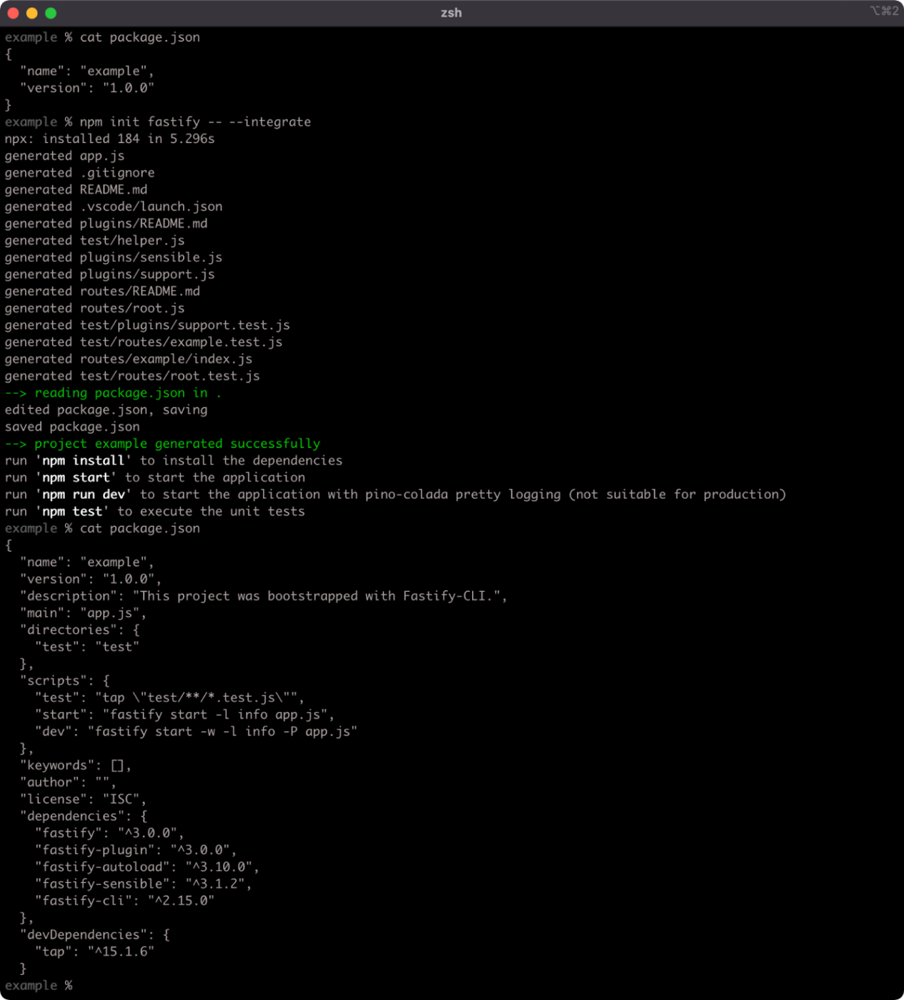 zsh
⌥⌘2
example % cat package.json
{
  "name": "example",
  "version": "1.0.0"
}
example % npm init fastify -- --integrate
npx: installed 184 in 5.296s
generated app.js
generated .gitignore
generated README.md
generated .vscode/launch.json
generated plugins/README.md
generated test/helper.js
generated plugins/sensible.js
generated plugins/support.js
generated routes/README.md
generated routes/root.js
generated test/plugins/support.test.js
generated test/routes/example.test.js
generated routes/example/index.js
generated test/routes/root.test.js
--> reading package.json in .
edited package.json, saving
saved package.json
--> project example generated successfully
run 'npm install' to install the dependencies
run 'npm start' to start the application
run 'npm run dev' to start the application with pino-colada pretty logging (not suitable for production)
run 'npm test' to execute the unit tests
example % cat package.json
{
  "name": "example",
  "version": "1.0.0",
  "description": "This project was bootstrapped with Fastify-CLI.",
  "main": "app.js",
  "directories": {
    "test": "test"
  },
  "scripts": {
    "test": "tap \"test/**/*.test.js\"",
    "start": "fastify start -l info app.js",
    "dev": "fastify start -w -l info -P app.js"
  },
  "keywords": [],
  "author": "",
  "license": "ISC",
  "dependencies": {
    "fastify": "^3.0.0",
    "fastify-plugin": "^3.0.0",
    "fastify-autoload": "^3.10.0",
    "fastify-sensible": "^3.1.2",
    "fastify-cli": "^2.15.0"
  },
  "devDependencies": {
    "tap": "^15.1.6"
  }
example %